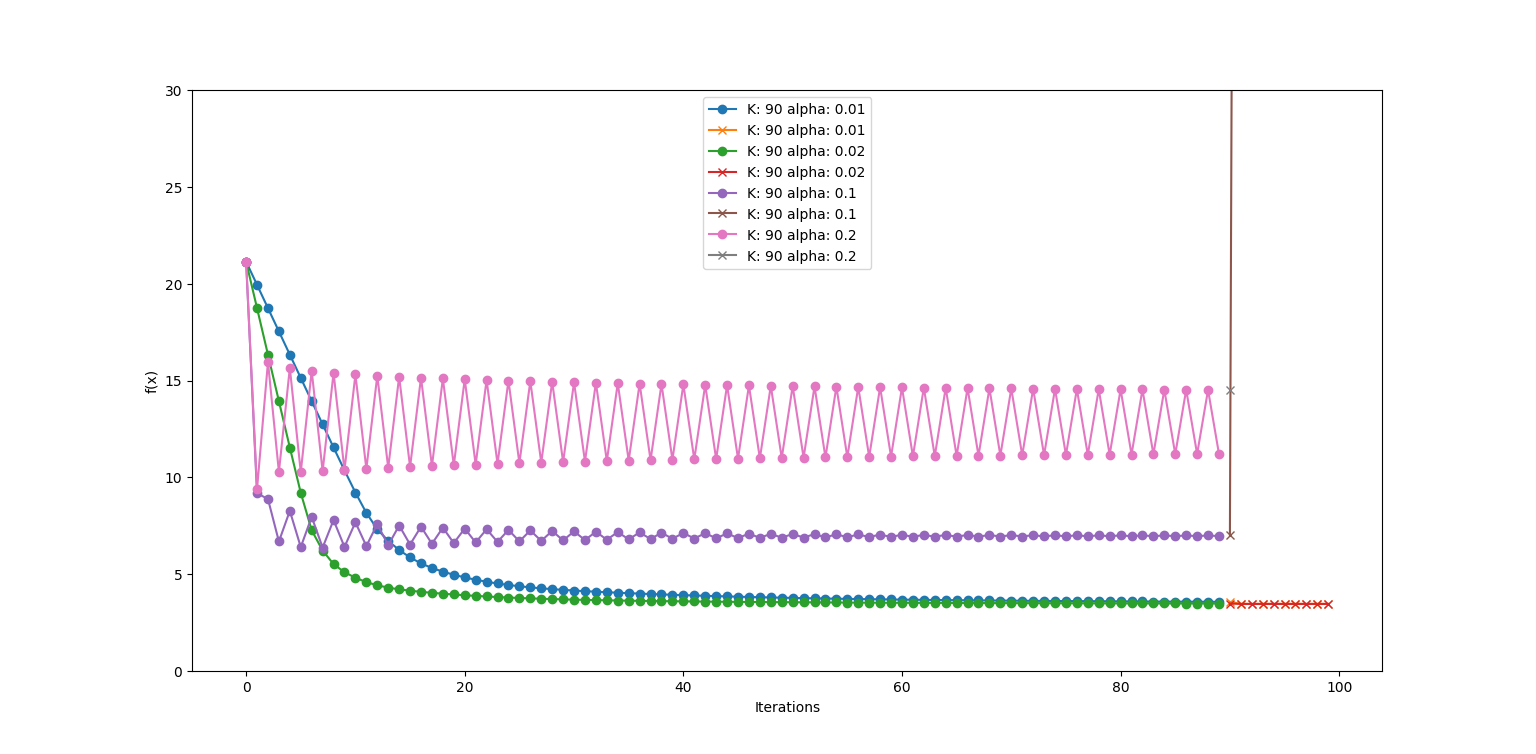 30
25
20
15
10
5
0
f(x)
K: 90 alpha: 0.01
K: 90 alpha: 0.01
K: 90 alpha: 0.02
K: 90 alpha: 0.02
K: 90 alpha: 0.1
K: 90 alpha: 0.1
K: 90 alpha: 0.2
K: 90 alpha: 0.2
0 20 40 60 80 100
Iterations